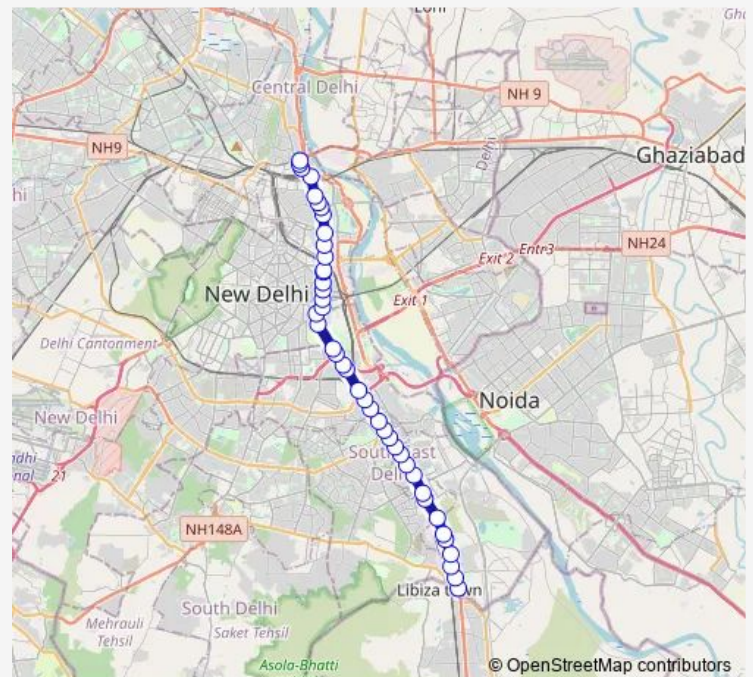 Loni
Central Delhi
NH 9
NH9
Delhi
Ghaziabad
NH24
Exit 2
Entr3
New Delhi
Exit 1
Delhi Cantonment
Noida
New Delhi
South East
Delhi
21
NH148A
Libiza town
South Delhi
Mehrauli
Tehsil
Saket Tehsil
Asola-Bhatti
© OpenStreetMap contributors